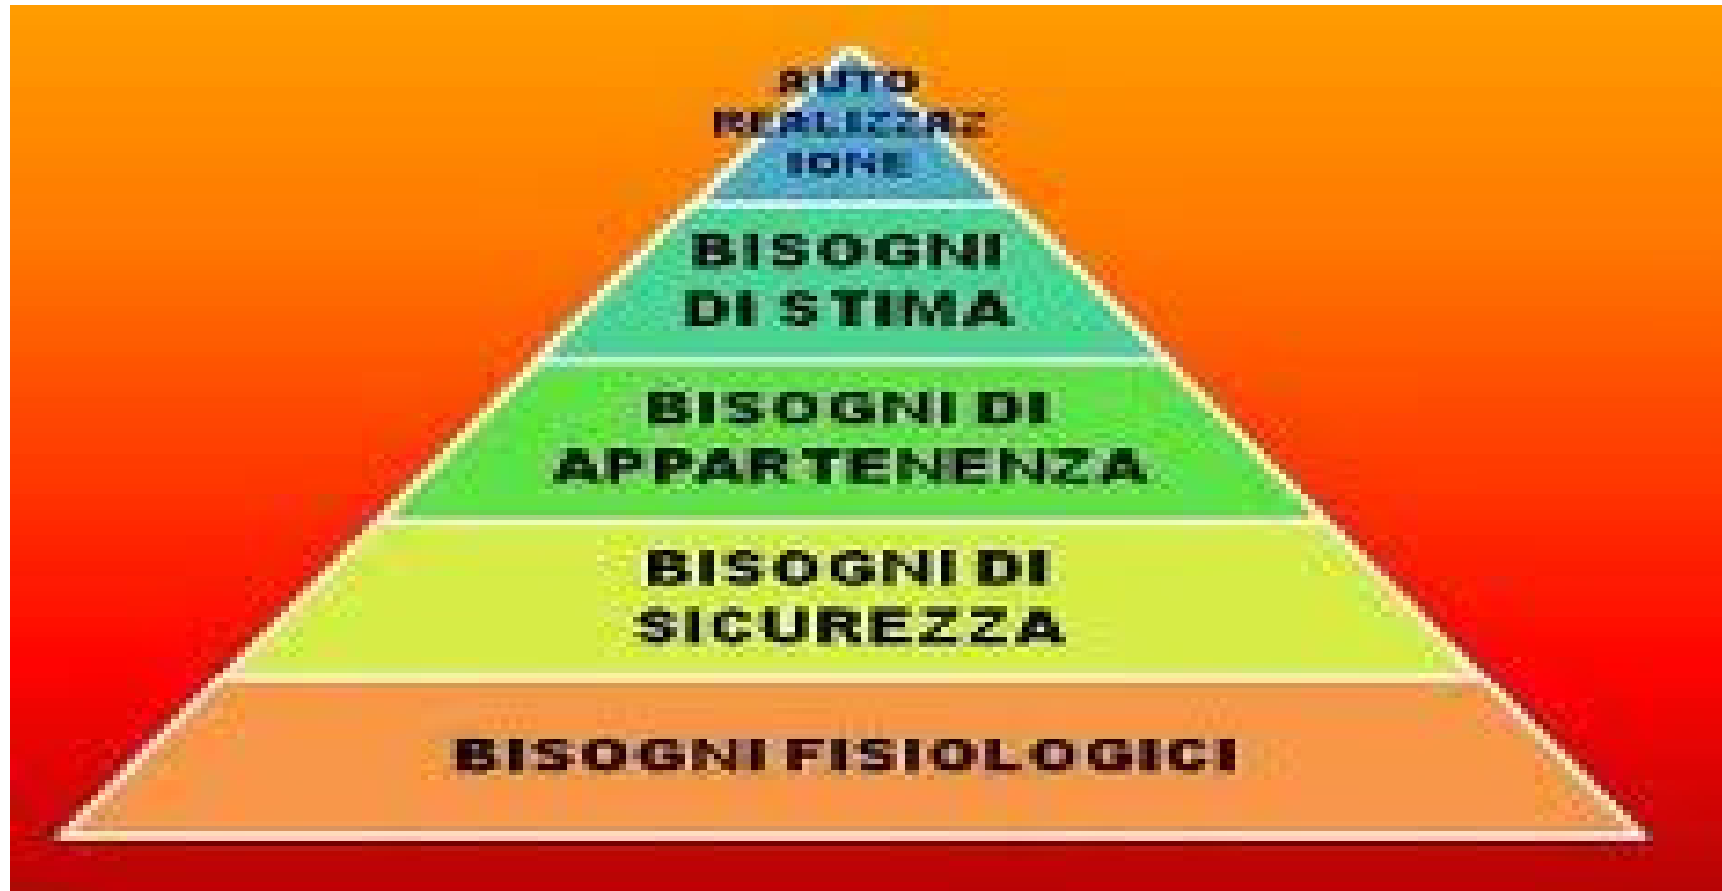 AUTO
REALIZZAZ
IONE
BISOGNI
DI STIMA
BISOGNI DI
APPARTENENZA
BISOGNI DI
SICUREZZA
BISOGNI FISIOLOGICI